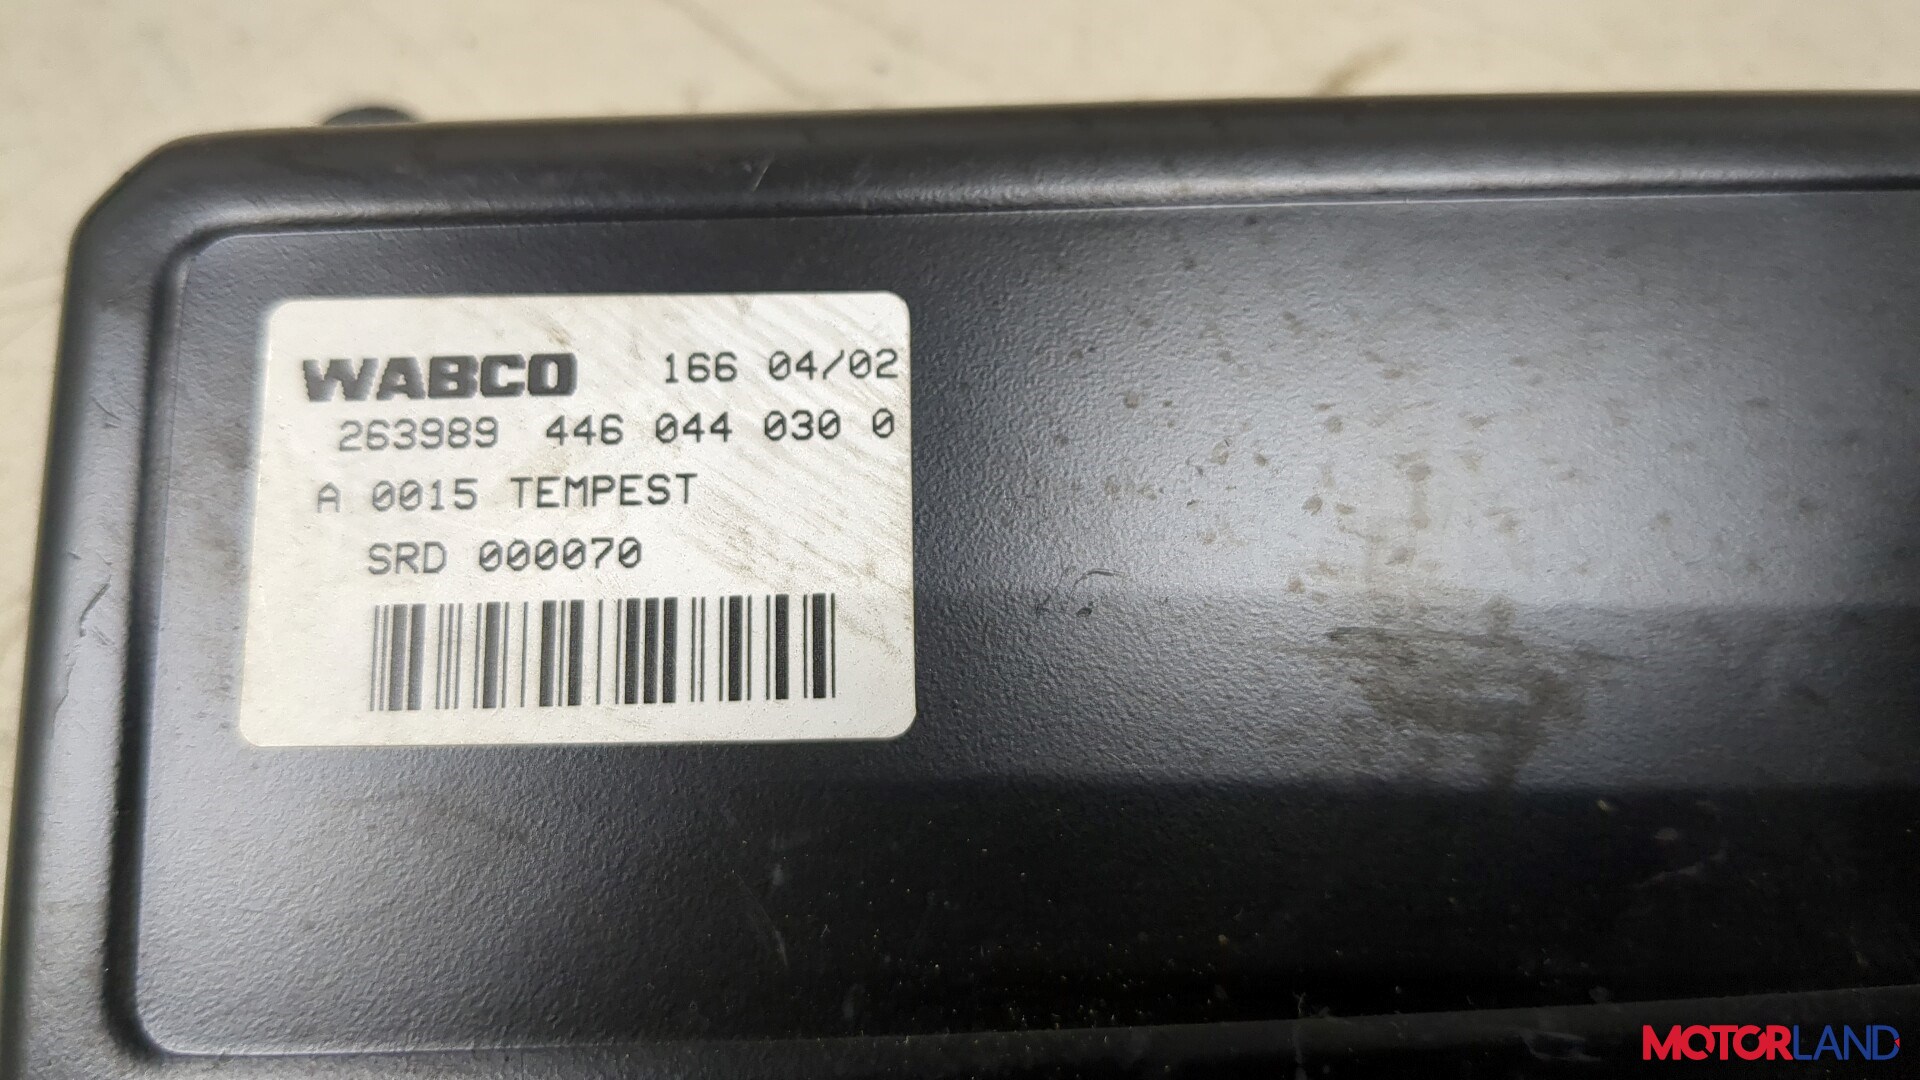 WABCO 166 04/02
263989 446 044 030 0
A 0015 TEMPEST
SRD 000070
MOTORLAND